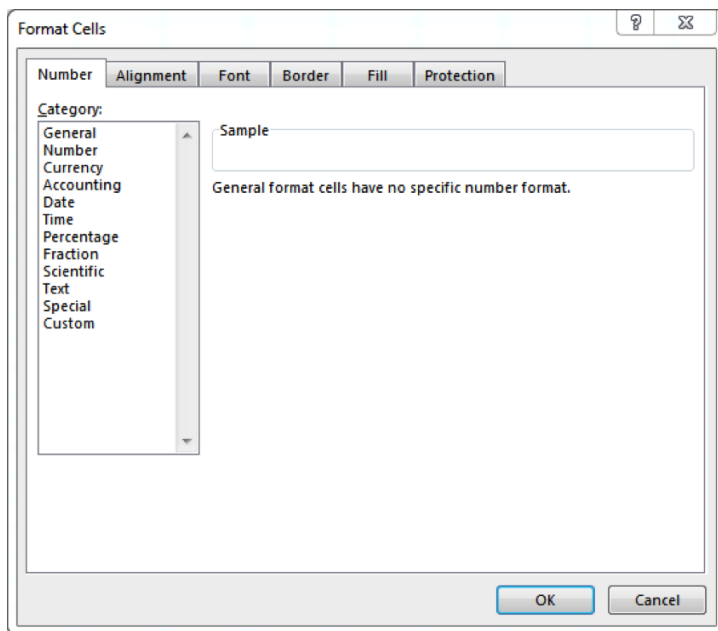 Format Cells
Number Alignment Font Border Fill Protection
Category:
General
Number
Currency
Accounting
Date
Time
Percentage
Fraction
Scientific
Text
Special
Custom
Sample
General format cells have no specific number format.
OK Cancel